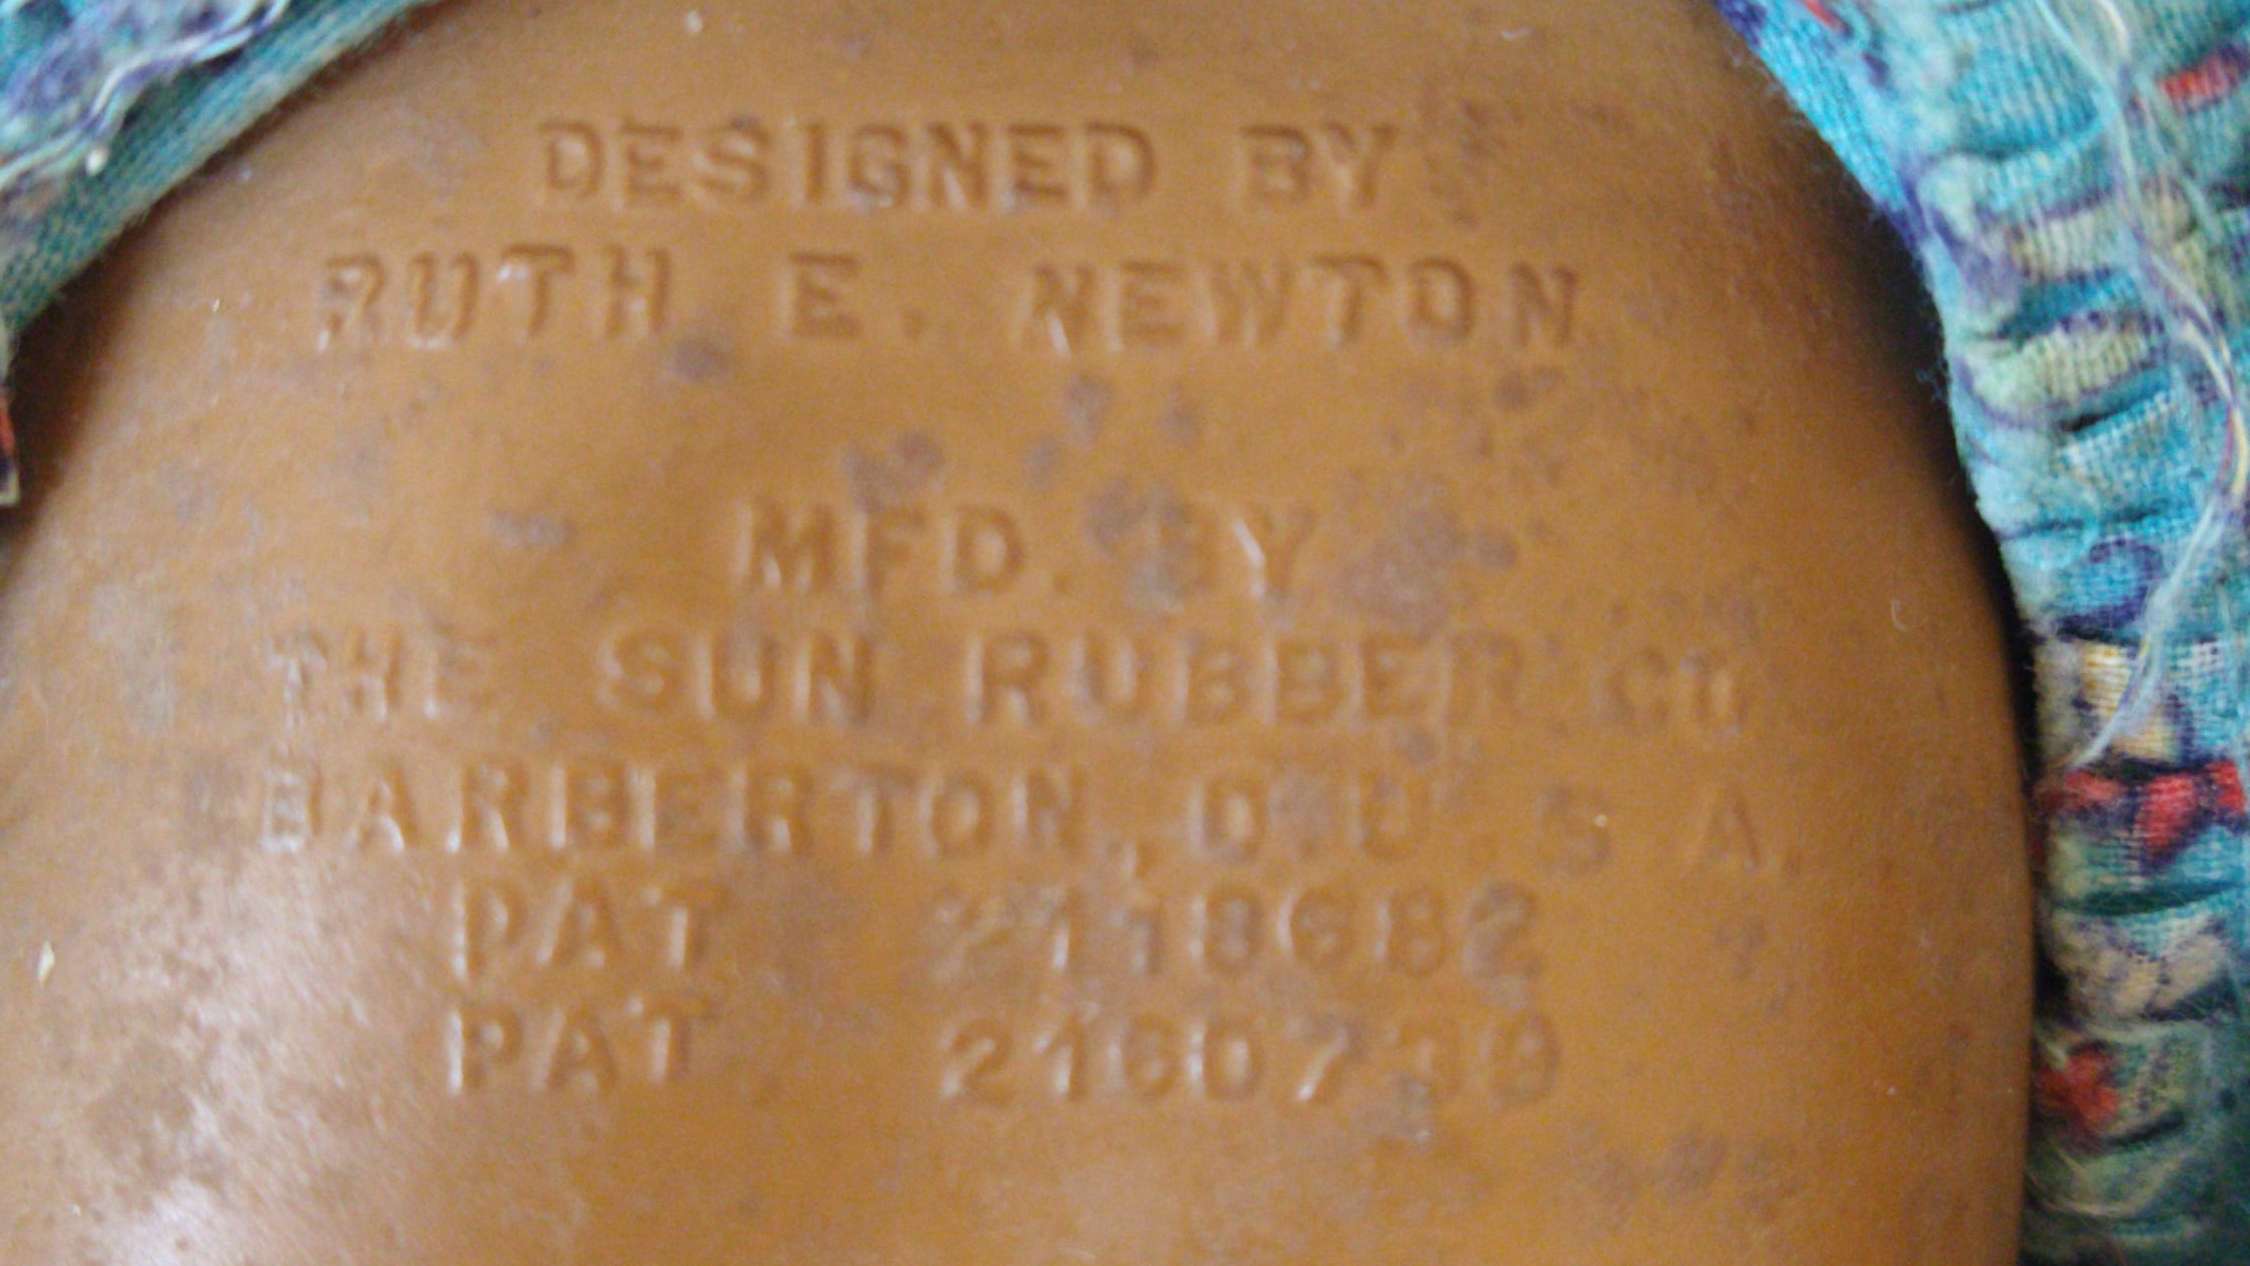 DESIGNED BY
RUTH E. NEWTON
MFD. BY
THE SUN RUBBER CO
BARBERTON, O. U S A.
PAT 2118682
PAT 2160739